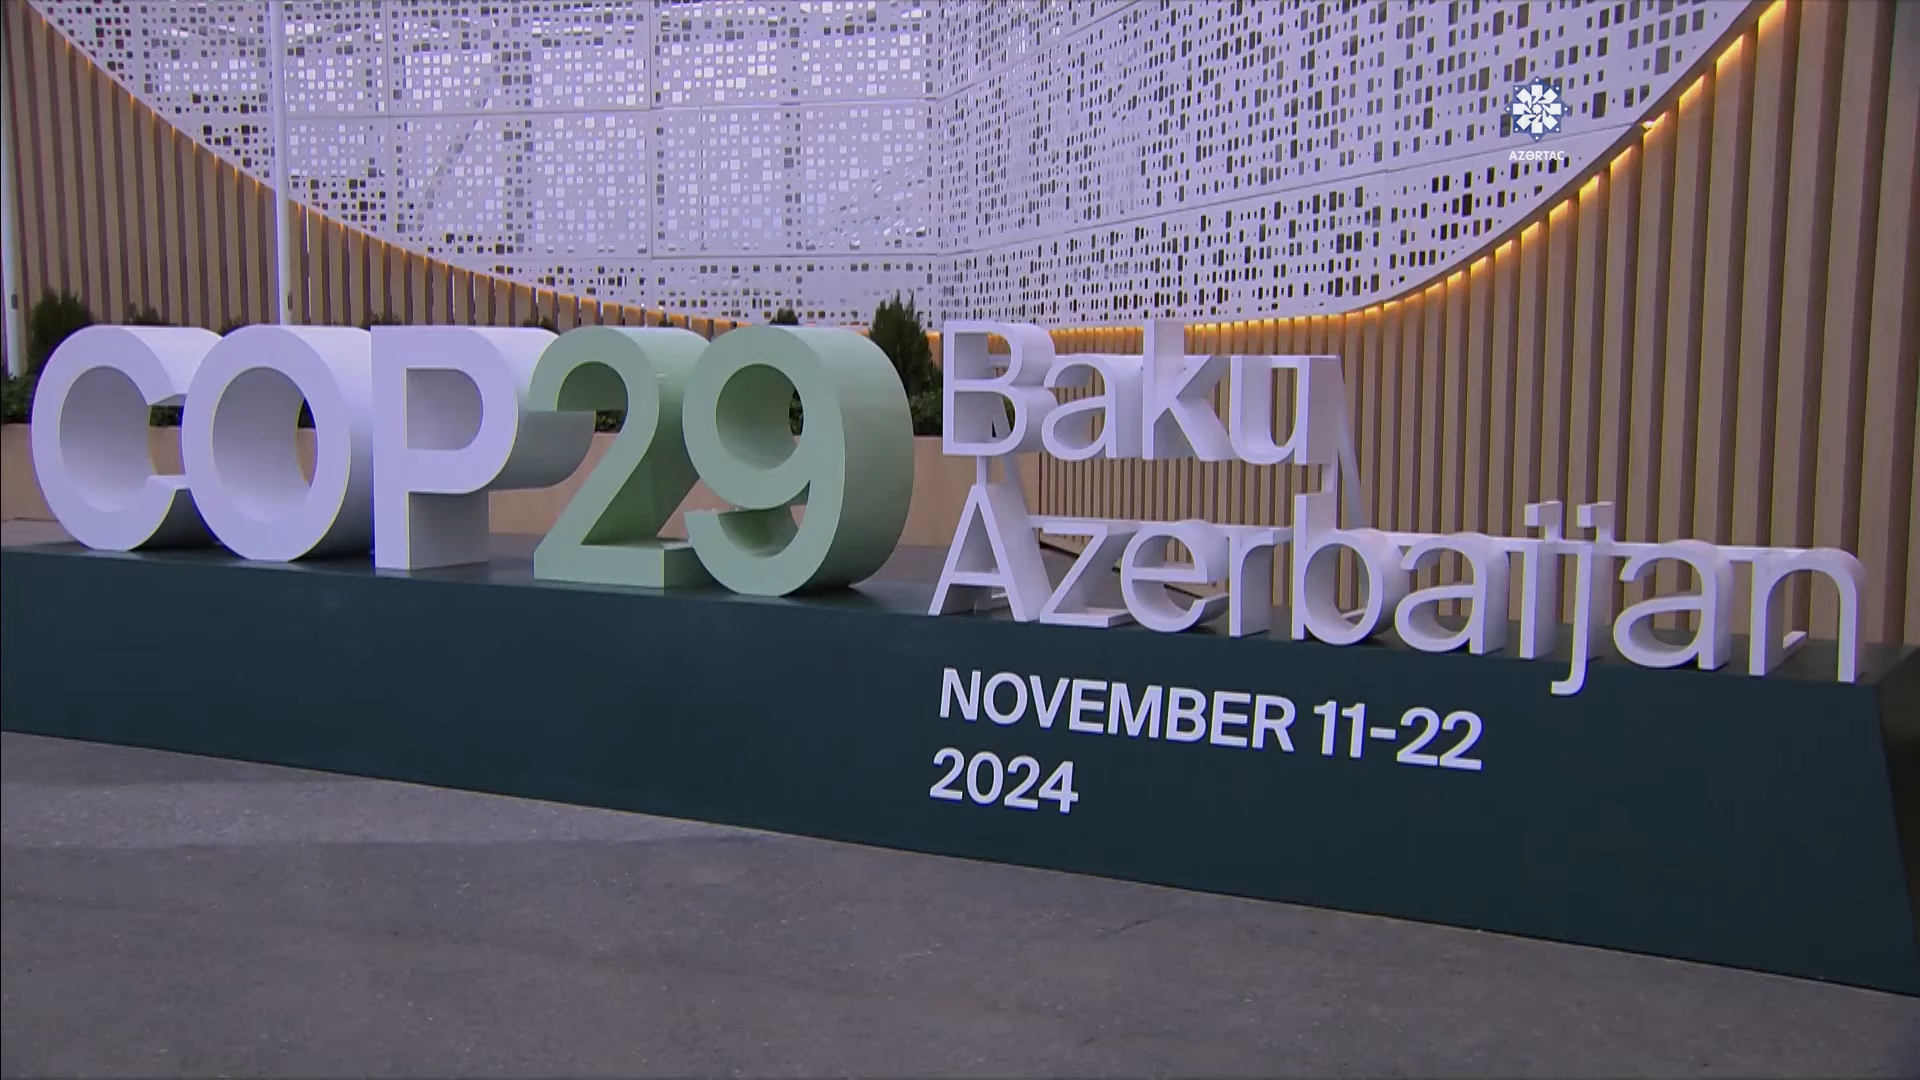 AZƏRTAC
COP29
Baku
Azerbaijan
NOVEMBER 11-22
2024